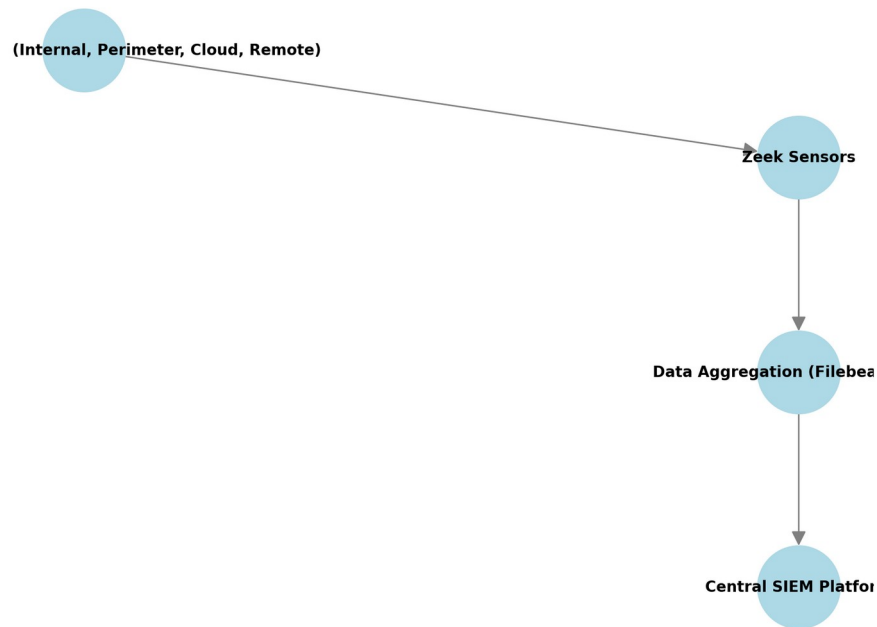 (Internal, Perimeter, Cloud, Remote)
Zeek Sensors
Data Aggregation (Filebea
Central SIEM Platfor